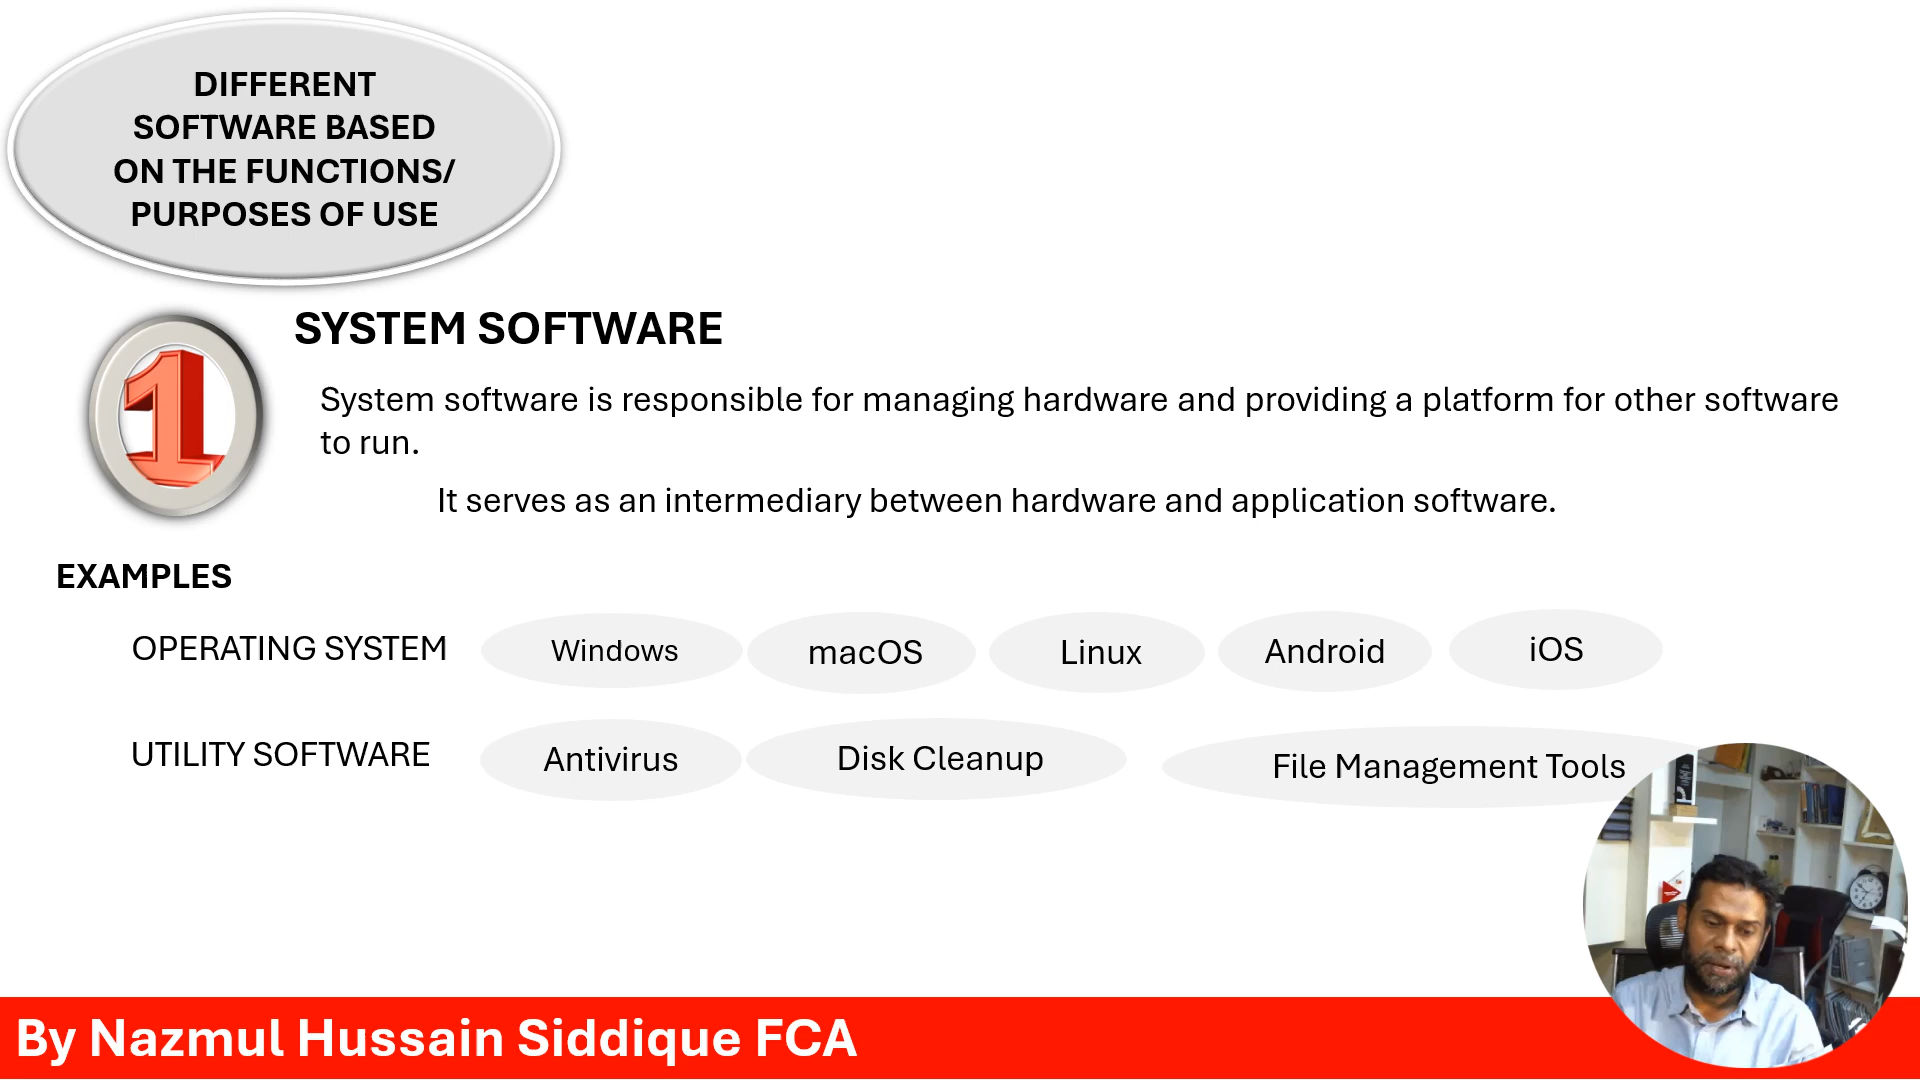 DIFFERENT
SOFTWARE BASED
ON THE FUNCTIONS/
PURPOSES OF USE
1
SYSTEM SOFTWARE
System software is responsible for managing hardware and providing a platform for other software
to run.
It serves as an intermediary between hardware and application software.
EXAMPLES
OPERATING SYSTEM Windows macOS Linux Android iOS
UTILITY SOFTWARE Antivirus Disk Cleanup File Management Tools
By Nazmul Hussain Siddique FCA